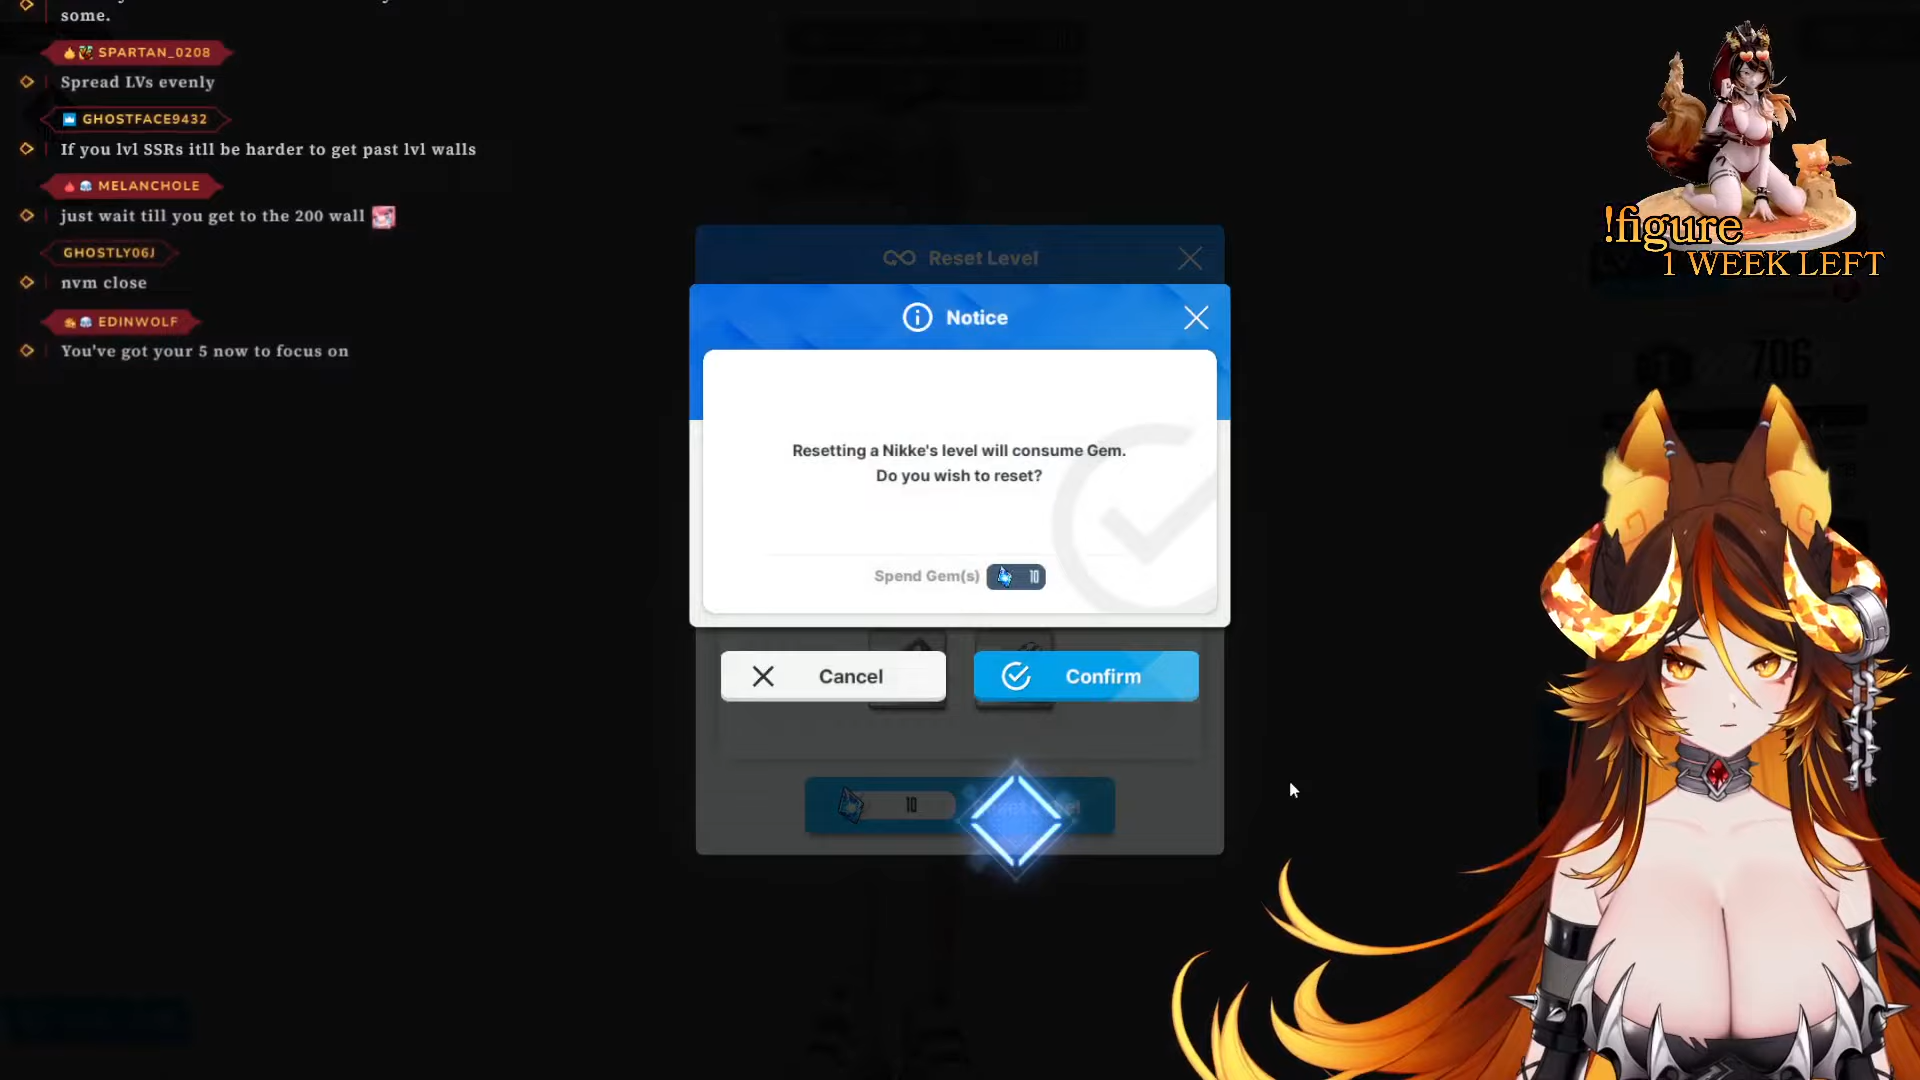 some.
SPARTAN_0208
Spread LVs evenly
GHOSTFACE9432
If you lvl SSRs itll be harder to get past lvl walls
MELANCHOLE
just wait till you get to the 200 wall
GHOSTLY06J
nvm close
EDINWOLF
You've got your 5 now to focus on
Reset Level
Notice
Resetting a Nikke's level will consume Gem.
Do you wish to reset?
Spend Gem(s) 10
Cancel
Confirm
10
!figure
1 WEEK LEFT
706